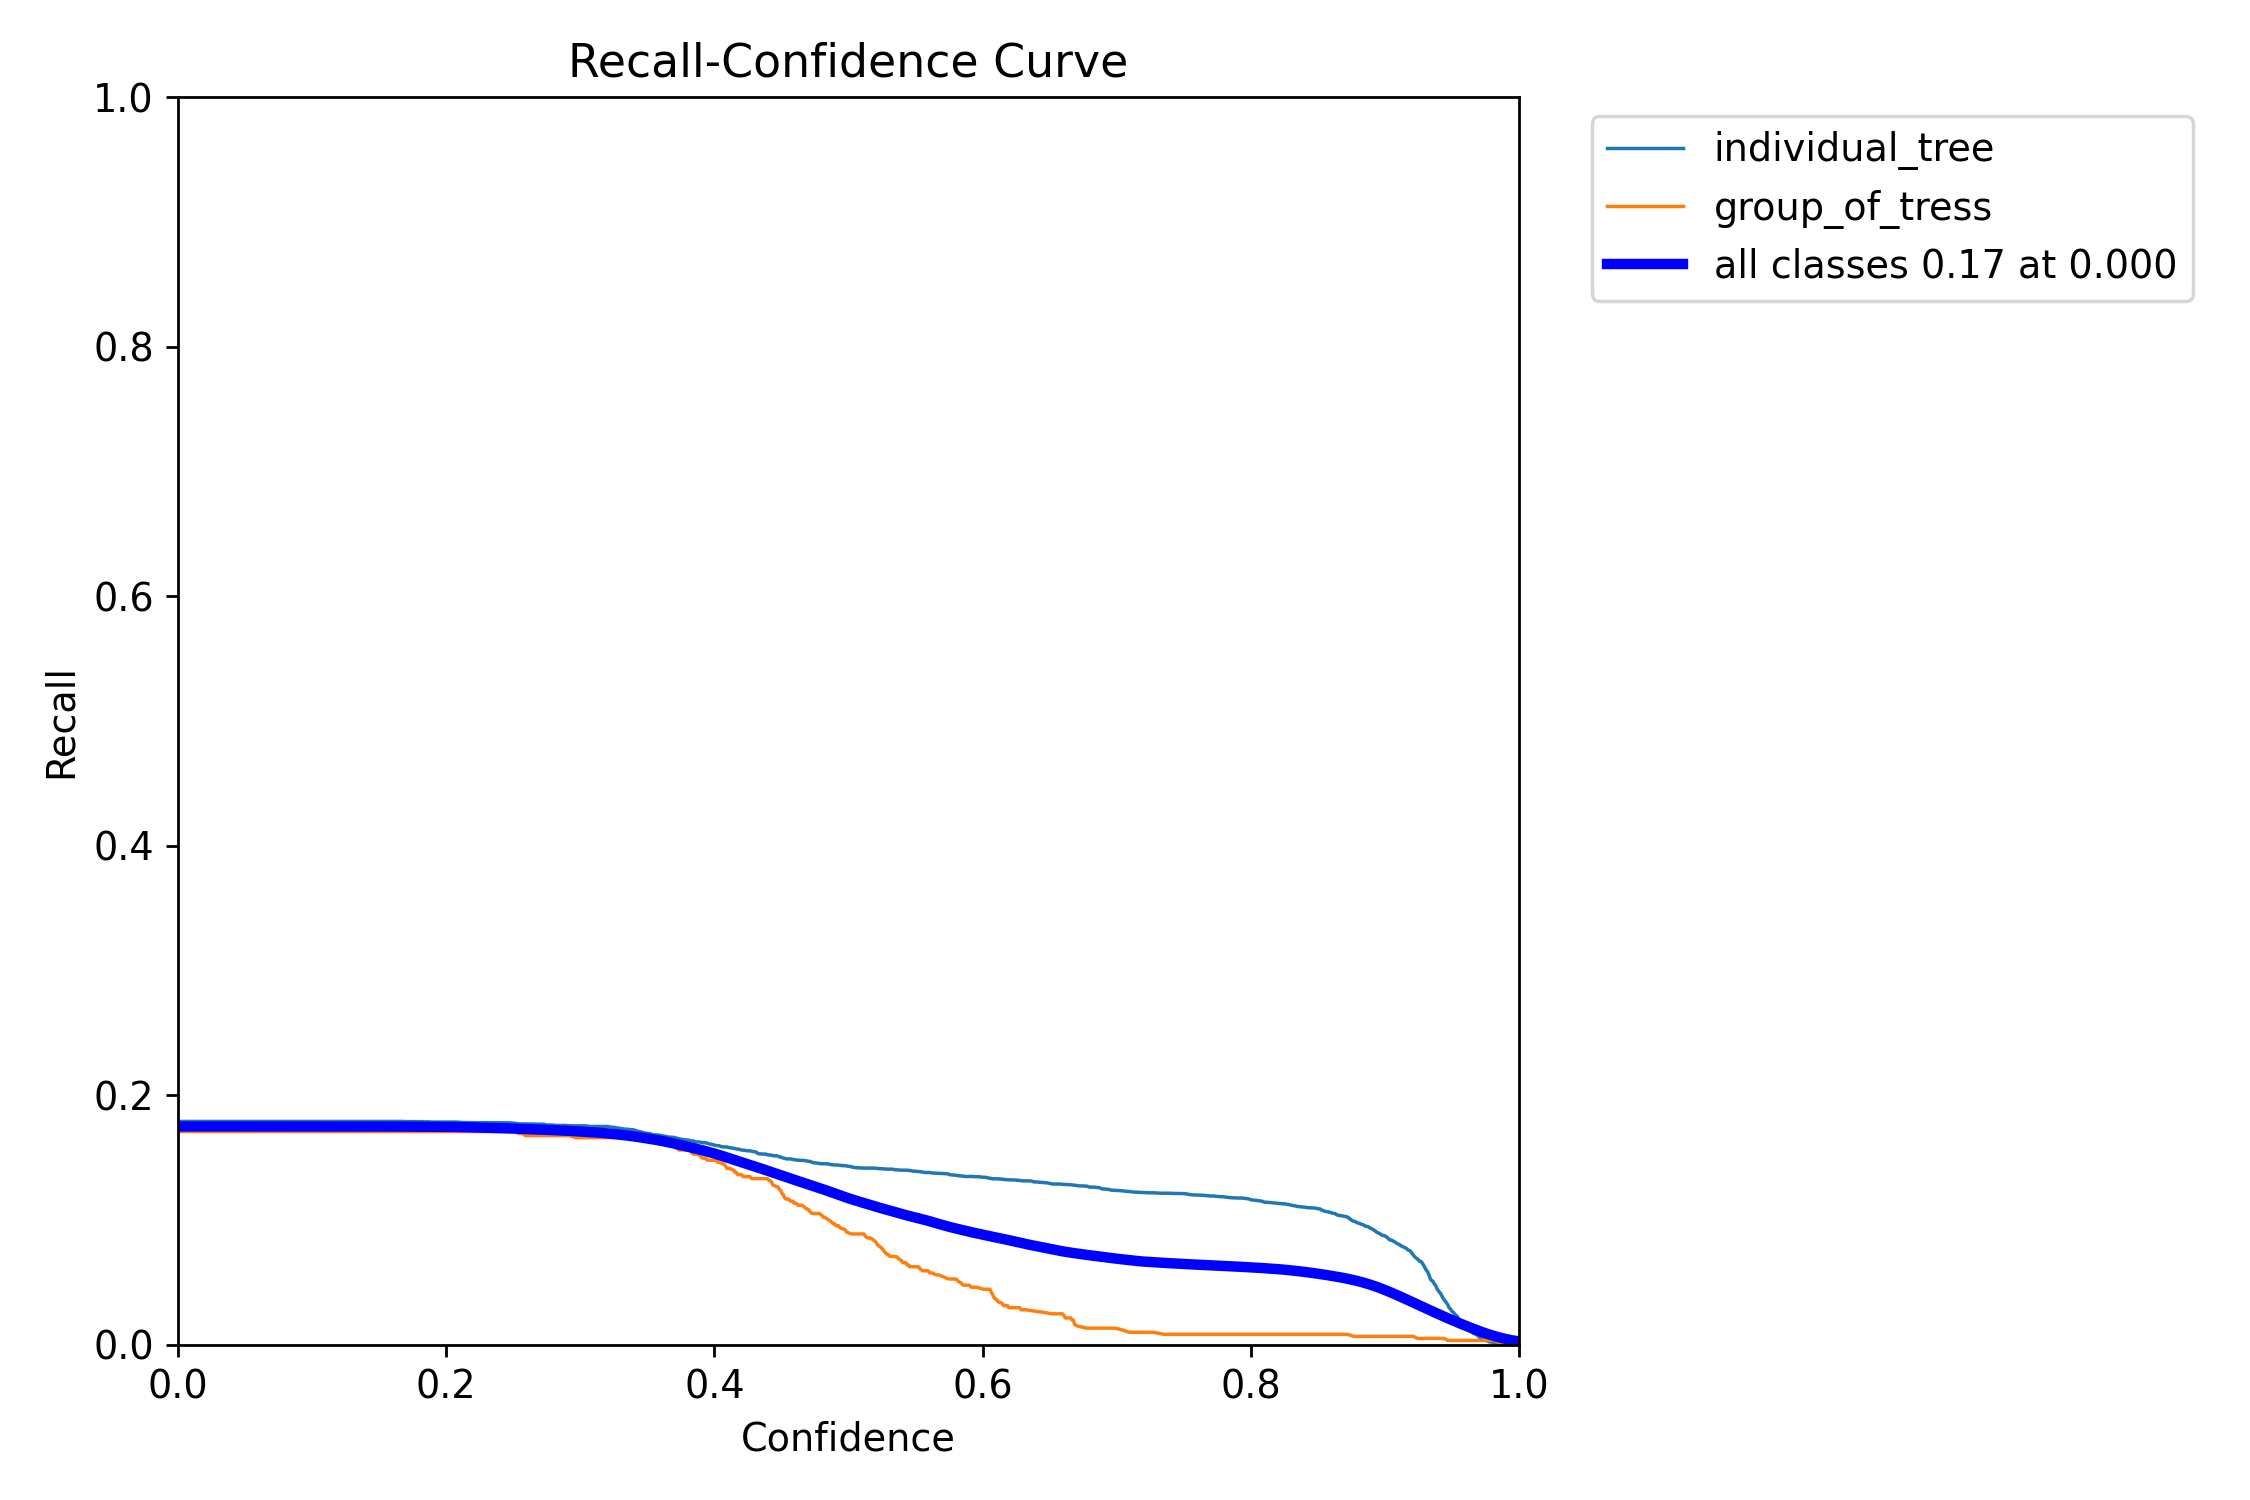 Recall-Confidence Curve
1.0
0.8
0.6
0.4
0.2
0.0
Recall
0.0 0.2 0.4 0.6 0.8 1.0
Confidence
individual_tree
group_of_tress
all classes 0.17 at 0.000